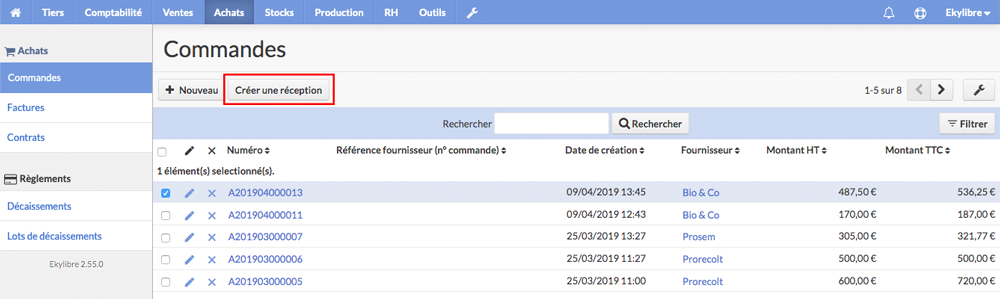 Tiers Comptabilité Ventes Achats Stocks Production RH Outils Ekylibre
Achats
Commandes
Factures
Contrats
Règlements
Décaissements
Lots de décaissements
Ekylibre 2.55.0
Commandes
+ Nouveau Créer une réception 1-5 sur 8
Rechercher Rechercher Filtrer
Numéro Référence fournisseur (n° commande) Date de création Fournisseur Montant HT Montant TTC
1 élément(s) selectionné(s).
A201904000013 09/04/2019 13:45 Bio & Co 487,50 € 536,25 €
A201904000011 09/04/2019 12:43 Bio & Co 170,00 € 187,00 €
A201903000007 25/03/2019 13:27 Prosem 305,00 € 321,77 €
A201903000006 25/03/2019 11:27 Prorecolt 500,00 € 500,00 €
A201903000005 25/03/2019 11:00 Prorecolt 600,00 € 720,00 €